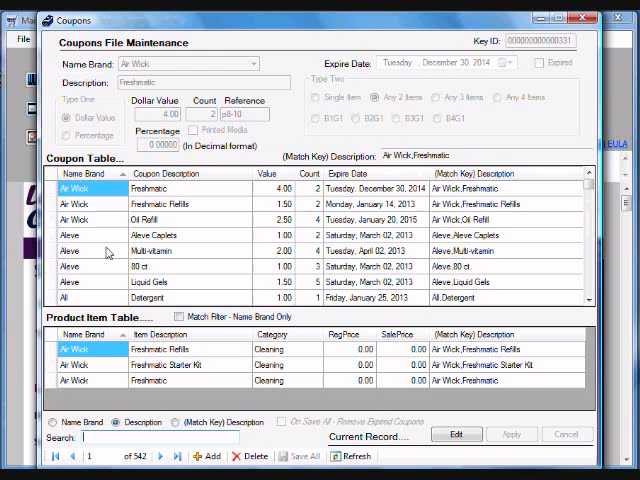 Coupons
File
EULA
Coupons File Maintenance
Key ID: 000000000000331
Name Brand: Air Wick
Expire Date: Tuesday , December 30, 2014
Expired
Description: Freshmatic
Type One
Dollar Value
Percentage
Dollar Value Count Reference
4.00 2 p8-10
Percentage Printed Media
0.00000 (In Decimal format)
Type Two
Single Item Any 2 Items Any 3 Items Any 4 Items
B1G1 B2G1 B3G1 B4G1
Coupon Table...
(Match Key) Description: Air Wick,Freshmatic
Name Brand Coupon Description Value Count Expire Date (Match Key) Description
Air Wick Freshmatic 4.00 2 Tuesday, December 30, 2014 Air Wick,Freshmatic
Air Wick Freshmatic Refills 1.50 2 Monday, January 14, 2013 Air Wick,Freshmatic Refills
Air Wick Oil Refill 2.50 4 Tuesday, January 20, 2015 Air Wick,Oil Refill
Aleve Aleve Caplets 1.00 2 Saturday, March 02, 2013 Aleve,Aleve Caplets
Aleve Multi-vitamin 2.00 4 Tuesday, April 02, 2013 Aleve,Multi-vitamin
Aleve 80 ct. 1.00 3 Saturday, March 02, 2013 Aleve,80 ct.
Aleve Liquid Gels 1.50 5 Saturday, March 02, 2013 Aleve,Liquid Gels
All Detergent 1.00 1 Friday, January 25, 2013 All,Detergent
Product Item Table..... Match Filter - Name Brand Only
Name Brand Item Description Category RegPrice SalePrice (Match Key) Description
Air Wick Freshmatic Refills Cleaning 0.00 0.00 Air Wick,Freshmatic Refills
Air Wick Freshmatic Starter Kit Cleaning 0.00 0.00 Air Wick,Freshmatic Starter Kit
Air Wick Freshmatic Cleaning 0.00 0.00 Air Wick,Freshmatic
Name Brand Description (Match Key) Description On Save All - Remove Expired Coupons
Search:
Current Record.... Edit Apply Cancel
1 of 542 Add Delete Save All Refresh